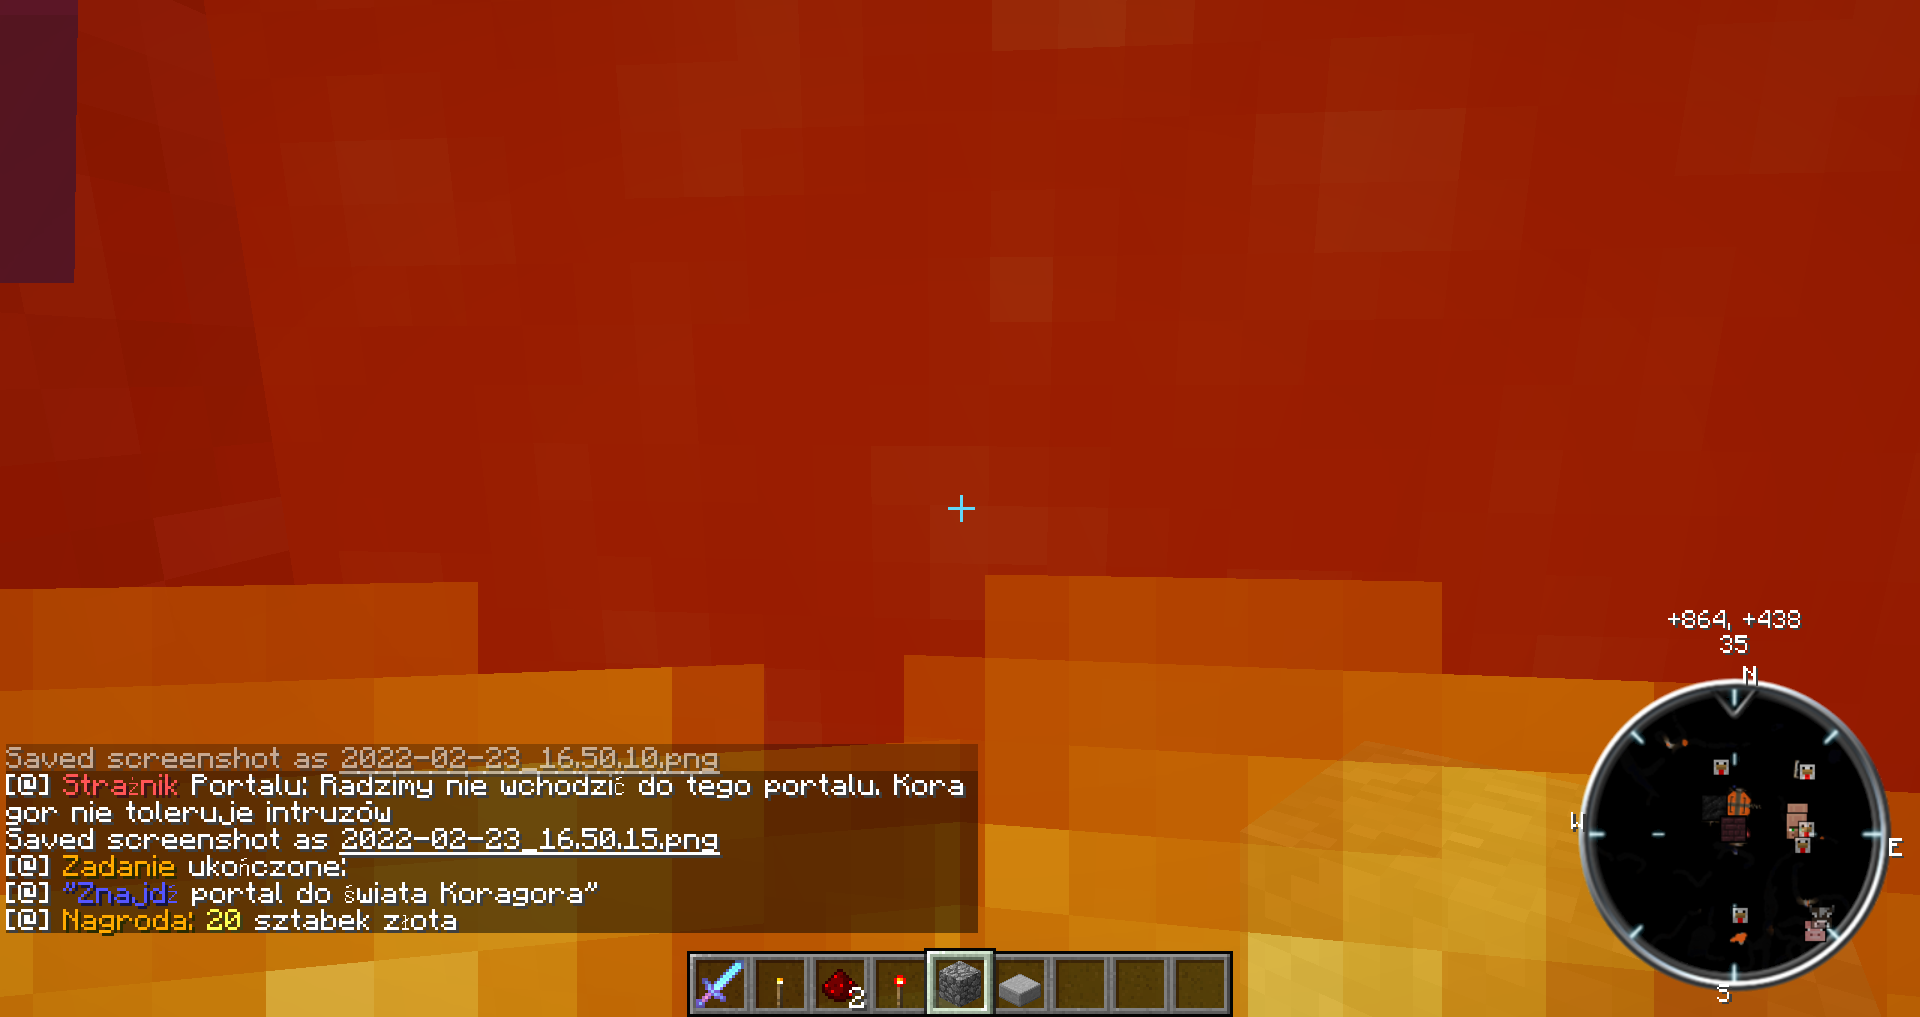 +864, +438
35
N
W
E
S
Saved screenshot as 2022-02-23_16.50.10.png
[@] Strażnik Portalu: Radzimy nie wchodzić do tego portalu. Kora
gor nie toleruje intruzów
Saved screenshot as 2022-02-23_16.50.15.png
[@] Zadanie ukończone:
[@] "Znajdź portal do świata Koragora"
[@] Nagroda: 20 sztabek złota
2